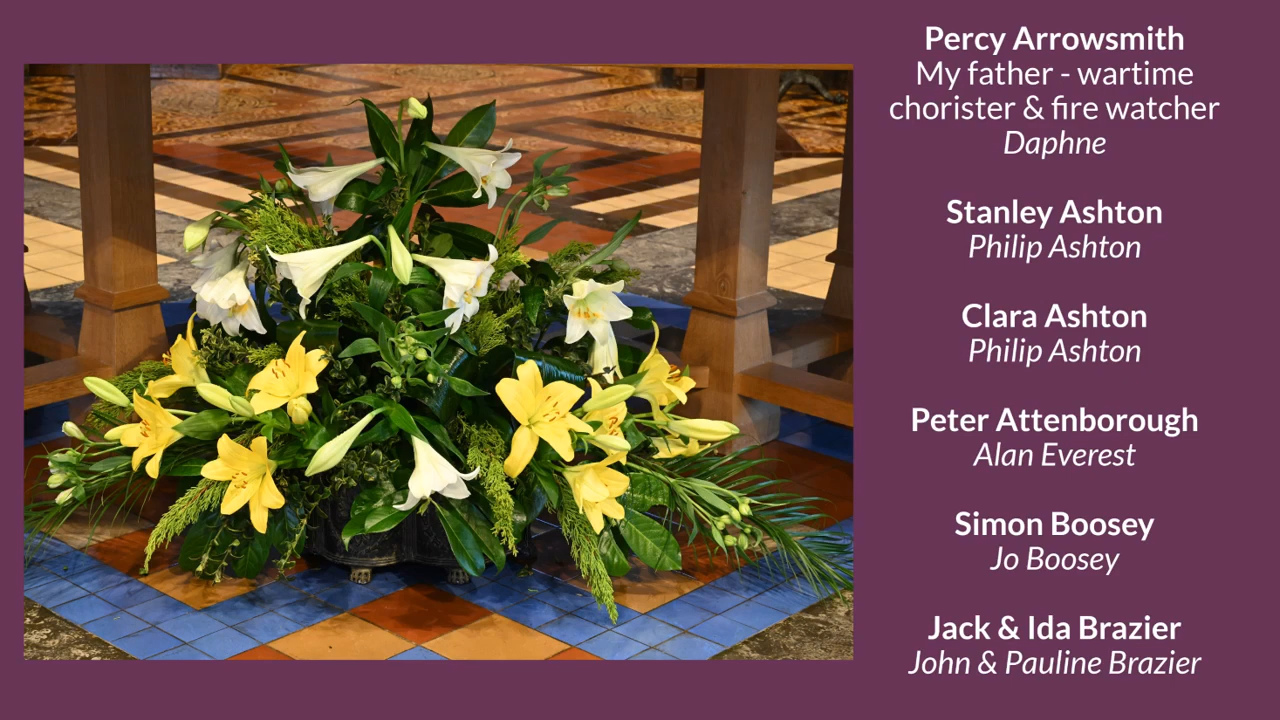 Percy Arrowsmith
My father - wartime
chorister & fire watcher
Daphne
Stanley Ashton
Philip Ashton
Clara Ashton
Philip Ashton
Peter Attenborough
Alan Everest
Simon Boosey
Jo Boosey
Jack & Ida Brazier
John & Pauline Brazier